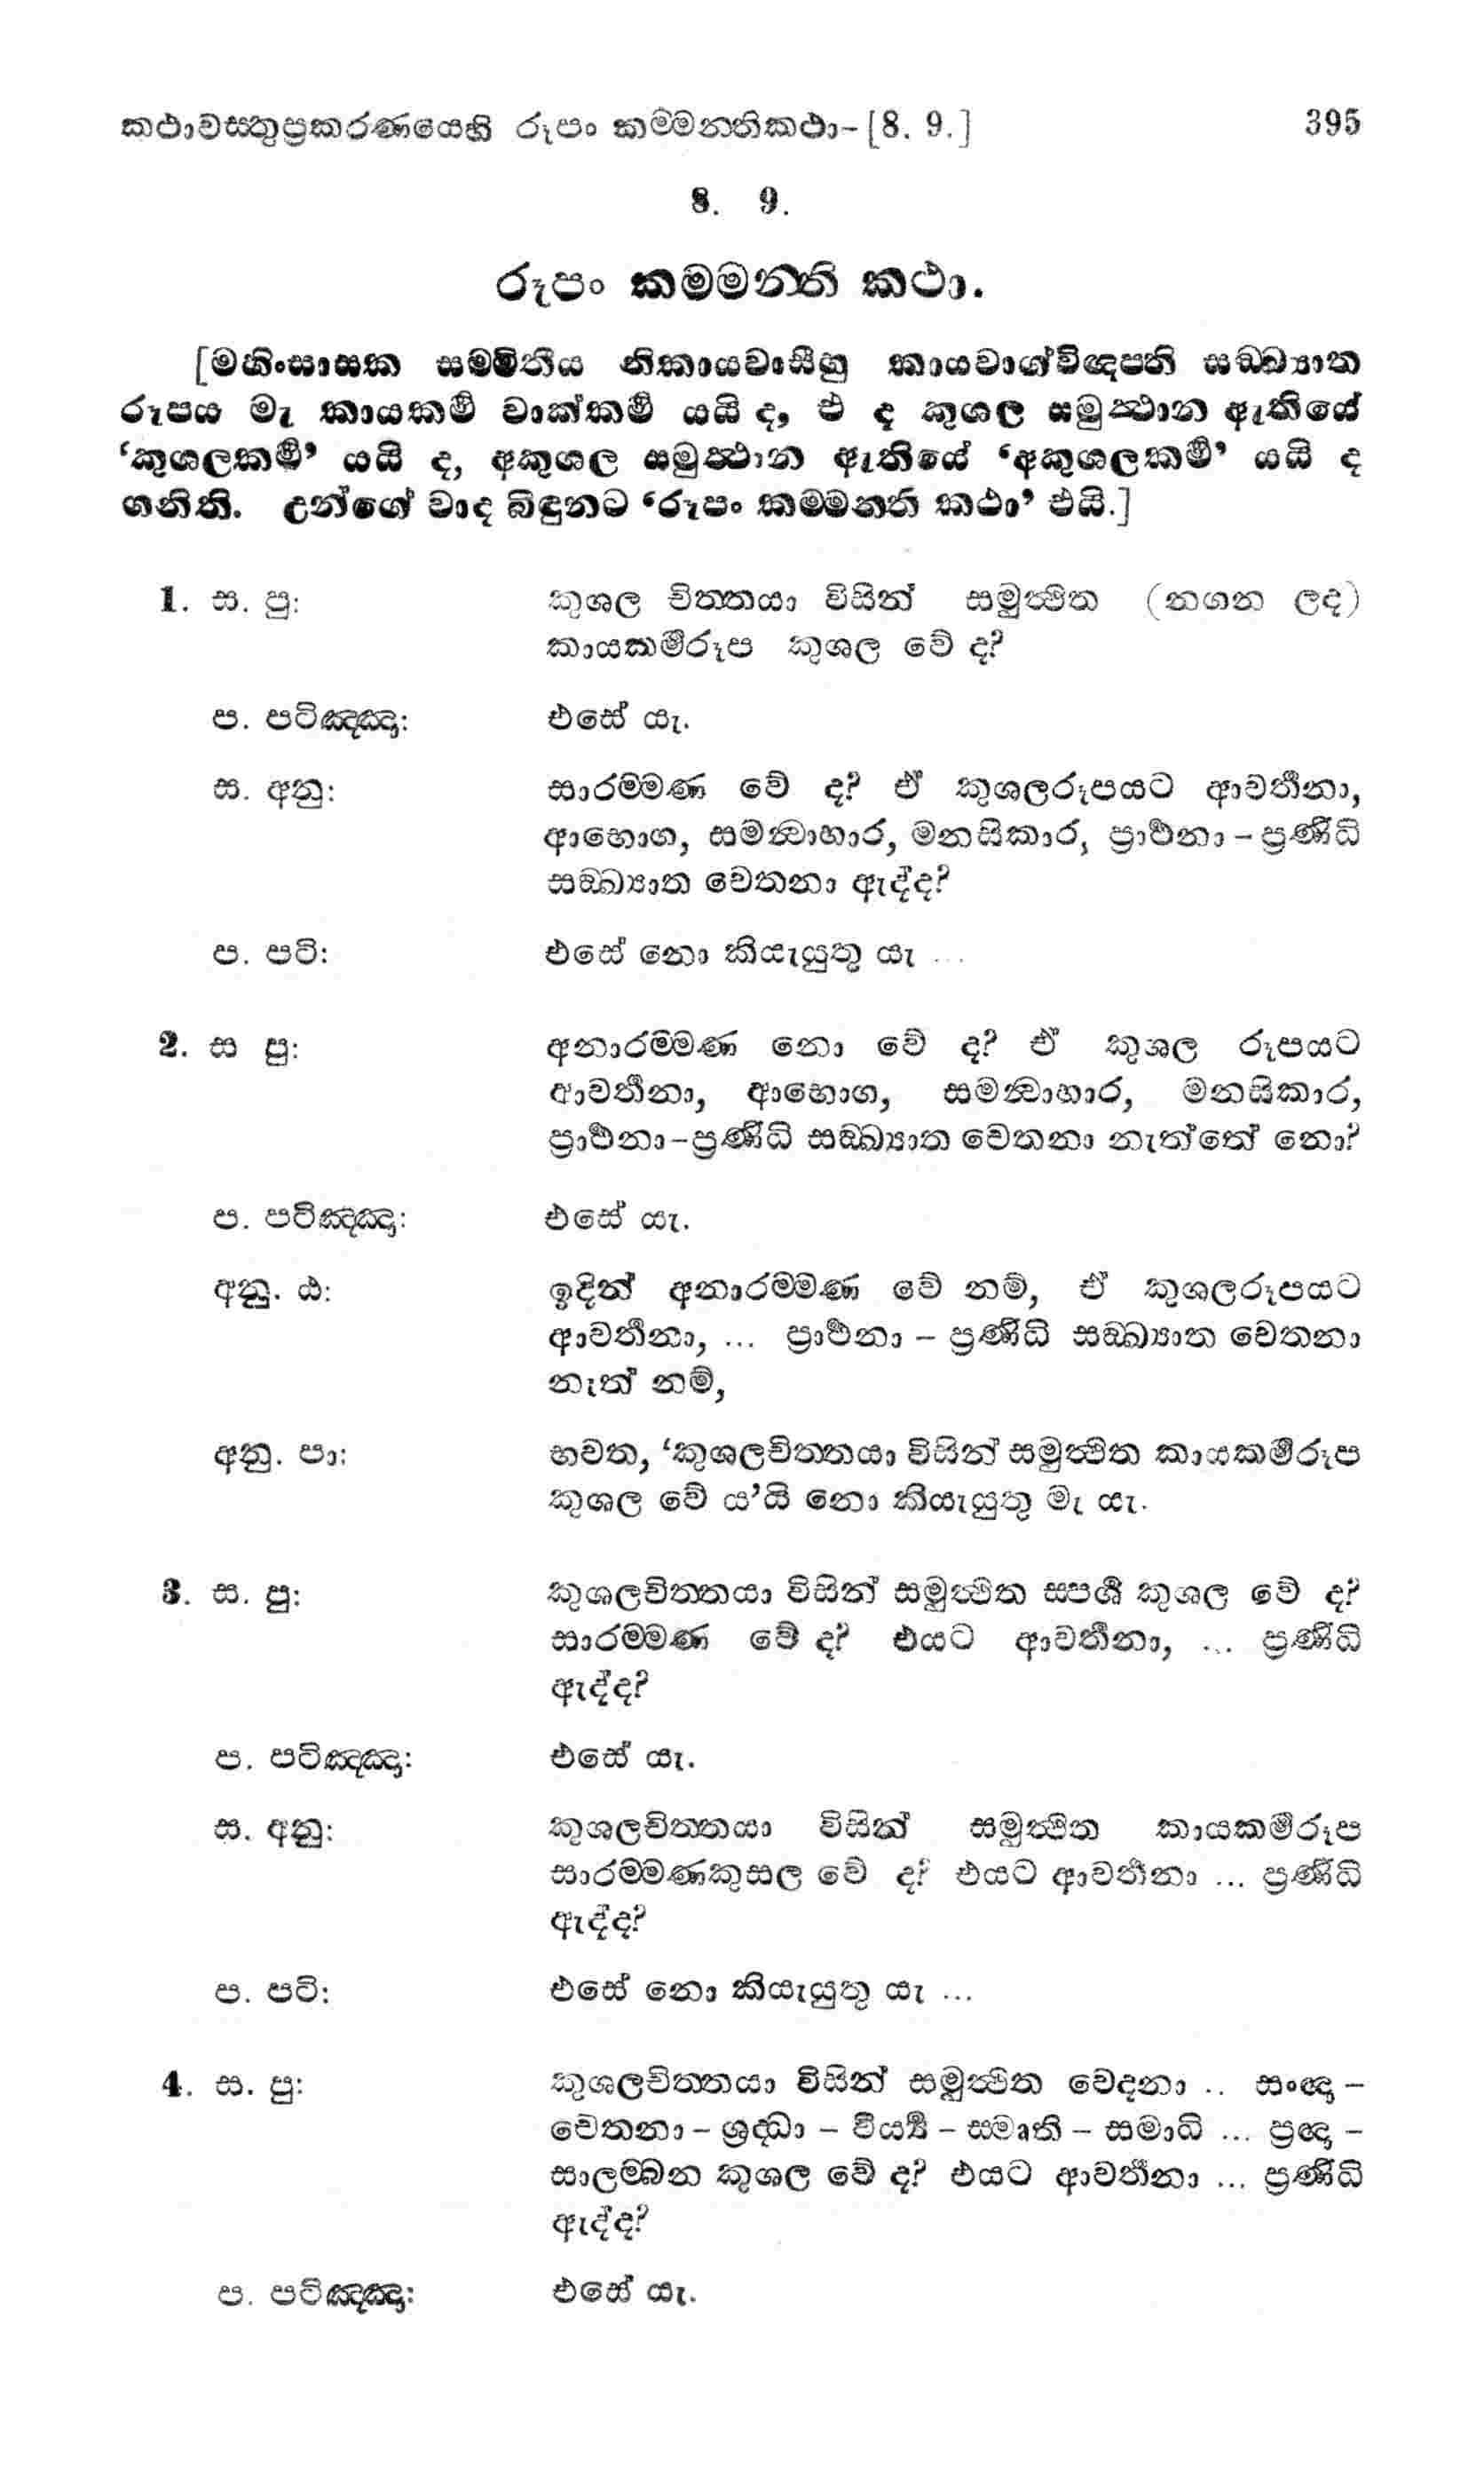 කථාවස්තුප්‍රකරණයෙහි රූපං කම්මන්තිකථා-[8. 9.] 395
8. 9.
රූපං කම්මන්ති කථා.
[මහිංසාසක සම්මිතීය නිකායවාසීහු කායවාග්විඥප්ති සඞ්ඛ්‍යාත
රූපය මැ කායකර්‍ම වාක්කර්‍ම යයි ද, එ ද කුශල සමුත්‍ථාන ඇතියේ
‘කුශලකර්‍ම’ යයි ද, අකුශල සමුත්‍ථාන ඇතියේ ‘අකුශලකර්‍ම’ යයි ද
ගනිති. උන්ගේ වාද බිඳුනට ‘රූපං කම්මන්ති කථා’ එයි.]
1. ස. පු: කුශල චිත්තයා විසින් සමුත්‍ථිත (නගන ලද)
කායකර්‍මරූප කුශල වේ ද?
ප. පටිඤ්ඤා: එසේ යැ.
ස. අනු: සාරම්මණ වේ ද? ඒ කුශලරූපයට ආවර්‍තනා,
ආභොග, සමන්වාහාර, මනසිකාර, ප්‍රාර්‍ථනා - ප්‍රණිධි
සඞ්ඛ්‍යාත චෙතනා ඇද්ද?
ප. පටි: එසේ නො කියැයුතු යැ ...
2. ස පු: අනාරම්මණ නො වේ ද? ඒ කුශල රූපයට
ආවර්‍තනා, ආභොග, සමන්වාහාර, මනසිකාර,
ප්‍රාර්‍ථනා-ප්‍රණිධි සඞ්ඛ්‍යාත චෙතනා නැත්තේ නො?
ප. පටිඤ්ඤා: එසේ යැ.
අනු. ඨ: ඉදින් අනාරම්මණ වේ නම්, ඒ කුශලරූපයට
ආවර්‍තනා, ... ප්‍රාර්‍ථනා - ප්‍රණිධි සඞ්ඛ්‍යාත චෙතනා
නැත් නම්,
අනු. පා: භවත, ‘කුශලචිත්තයා විසින් සමුත්‍ථිත කායකර්‍මරූප
කුශල වේ ය’යි නො කියැයුතු මැ යැ.
3. ස. පු: කුශලචිත්තයා විසින් සමුත්‍ථිත ස්පර්‍ශ කුශල වේ ද?
සාරම්මණ වේ ද? එයට ආවර්‍තනා, ... ප්‍රණිධි
ඇද්ද?
ප. පටිඤ්ඤා: එසේ යැ.
ස. අනු: කුශලචිත්තයා විසින් සමුත්‍ථිත කායකර්‍මරූප
සාරම්මණකුසල වේ ද? එයට ආවර්‍තනා ... ප්‍රණිධි
ඇද්ද?
ප. පටි: එසේ නො කියැයුතු යැ ...
4. ස. පු: කුශලචිත්තයා විසින් සමුත්‍ථිත වේදනා .. සංඥා -
චෙතනා - ශ්‍රද්ධා - වීර්‍ය්‍ය - ස්මෘති - සමාධි ... ප්‍රඥා -
සාලම්බන කුශල වේ ද? එයට ආවර්‍තනා ... ප්‍රණිධි
ඇද්ද?
ප. පටිඤ්ඤා: එසේ යැ.